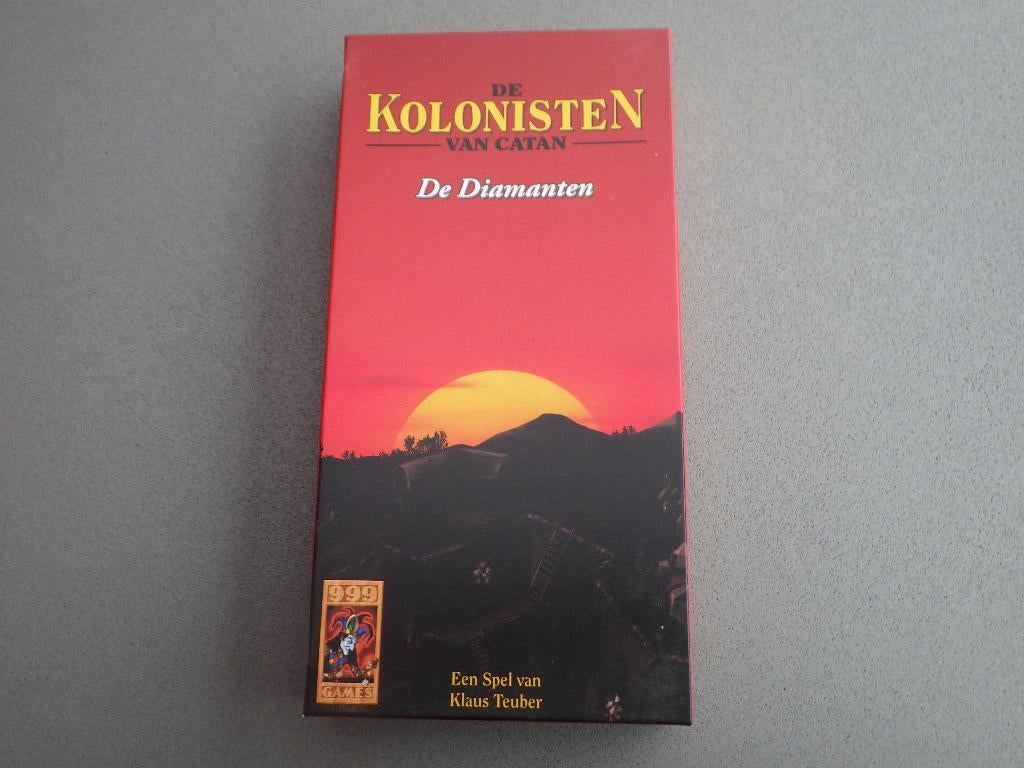 DE
KOLONISTEN
VAN CATAN
De Diamanten
999
GAMES
Een Spel van
Klaus Teuber